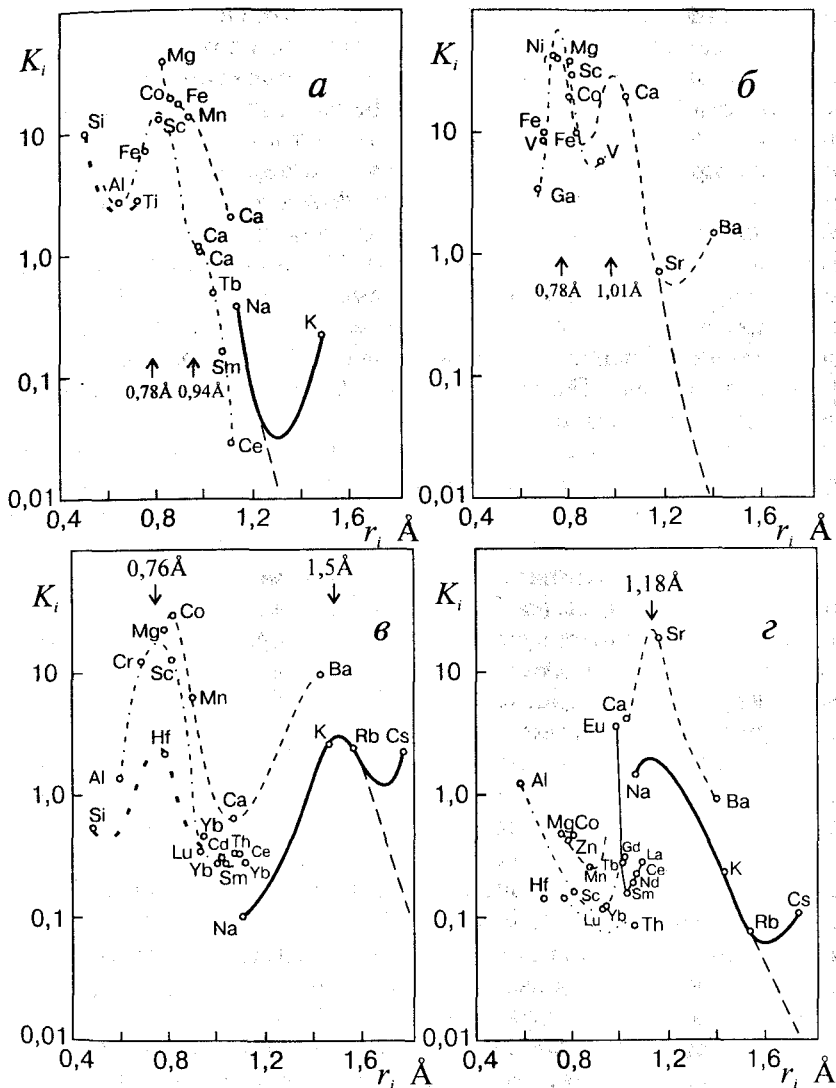 K_i
а
Mg
Co
Fe
Sc
Mn
Si
Fe
Al
Ti
Ca
Ca
Ca
Tb
Na
K
Sm
Ce
0,78Å
0,94Å
10
1,0
0,1
0,01
0,4 0,8 1,2 1,6
r_i Å
K_i
б
Ni
Mg
Sc
Co
Ca
Fe
V
Fe
V
Ga
Sr
Ba
0,78Å
1,01Å
10
1,0
0,1
0,01
0,4 0,8 1,2 1,6
r_i Å
K_i
в
0,76Å
1,5Å
Co
Mg
Cr
Sc
Mn
Ba
Hf
K
Rb
Cs
Al
Si
Ca
Yb
Lu
Cd
Th
Ce
Yb
Sm
Yb
Na
10
1,0
0,1
0,01
0,4 0,8 1,2 1,6
r_i Å
K_i
г
1,18Å
Sr
Ca
Eu
Na
Al
Ba
Mg
Co
Zn
Mn
Tb
Gd
La
Ce
Nd
Sm
Hf
Sc
Lu
Yb
Th
K
Rb
Cs
10
1,0
0,1
0,01
0,4 0,8 1,2 1,6
r_i Å